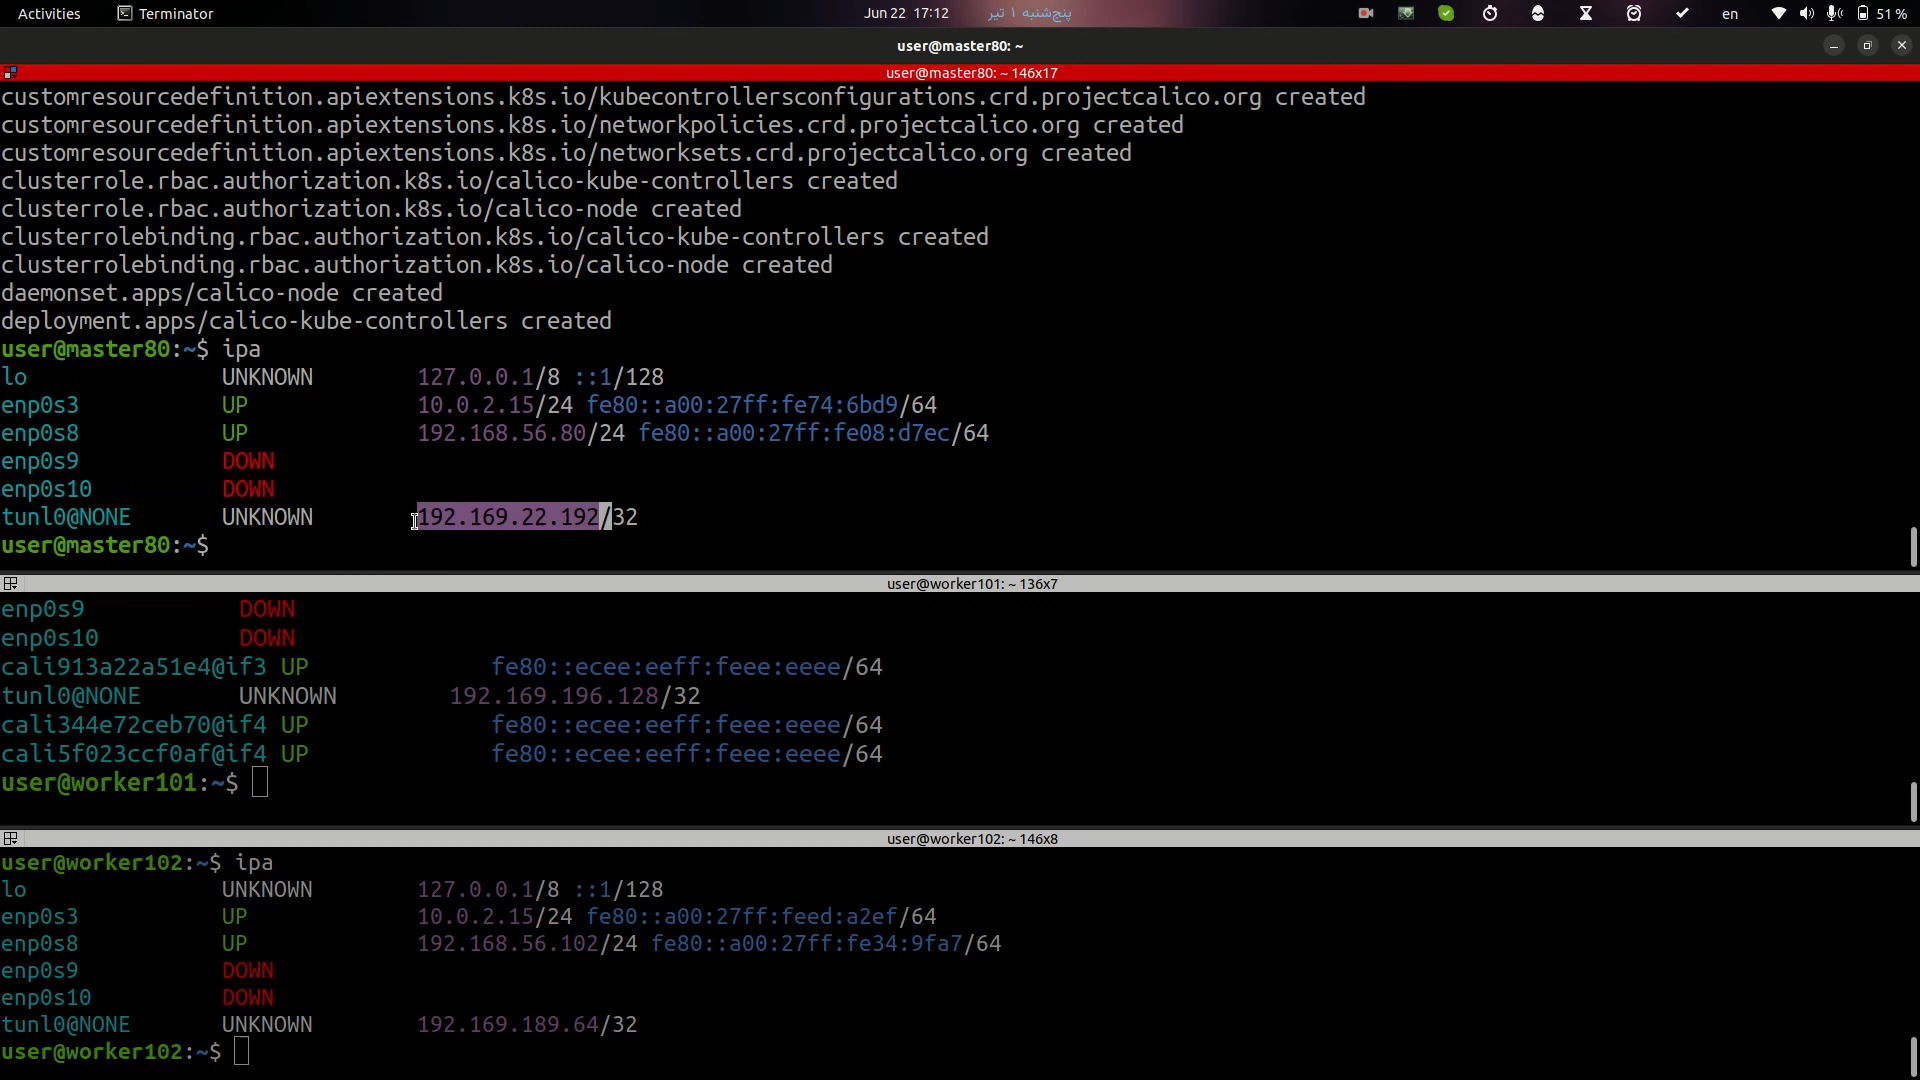 Activities Terminator Jun 22 17:12 پنج‌شنبه ۱ تیر en 51 %
user@master80: ~
user@master80: ~ 146x17
customresourcedefinition.apiextensions.k8s.io/kubecontrollersconfigurations.crd.projectcalico.org created
customresourcedefinition.apiextensions.k8s.io/networkpolicies.crd.projectcalico.org created
customresourcedefinition.apiextensions.k8s.io/networksets.crd.projectcalico.org created
clusterrole.rbac.authorization.k8s.io/calico-kube-controllers created
clusterrole.rbac.authorization.k8s.io/calico-node created
clusterrolebinding.rbac.authorization.k8s.io/calico-kube-controllers created
clusterrolebinding.rbac.authorization.k8s.io/calico-node created
daemonset.apps/calico-node created
deployment.apps/calico-kube-controllers created
user@master80:~$ ipa
lo UNKNOWN 127.0.0.1/8 ::1/128
enp0s3 UP 10.0.2.15/24 fe80::a00:27ff:fe74:6bd9/64
enp0s8 UP 192.168.56.80/24 fe80::a00:27ff:fe08:d7ec/64
enp0s9 DOWN
enp0s10 DOWN
tunl0@NONE UNKNOWN 192.169.22.192/32
user@master80:~$
user@worker101: ~ 136x7
enp0s9 DOWN
enp0s10 DOWN
cali913a22a51e4@if3 UP fe80::ecee:eeff:feee:eeee/64
tunl0@NONE UNKNOWN 192.169.196.128/32
cali344e72ceb70@if4 UP fe80::ecee:eeff:feee:eeee/64
cali5f023ccf0af@if4 UP fe80::ecee:eeff:feee:eeee/64
user@worker101:~$
user@worker102: ~ 146x8
user@worker102:~$ ipa
lo UNKNOWN 127.0.0.1/8 ::1/128
enp0s3 UP 10.0.2.15/24 fe80::a00:27ff:feed:a2ef/64
enp0s8 UP 192.168.56.102/24 fe80::a00:27ff:fe34:9fa7/64
enp0s9 DOWN
enp0s10 DOWN
tunl0@NONE UNKNOWN 192.169.189.64/32
user@worker102:~$